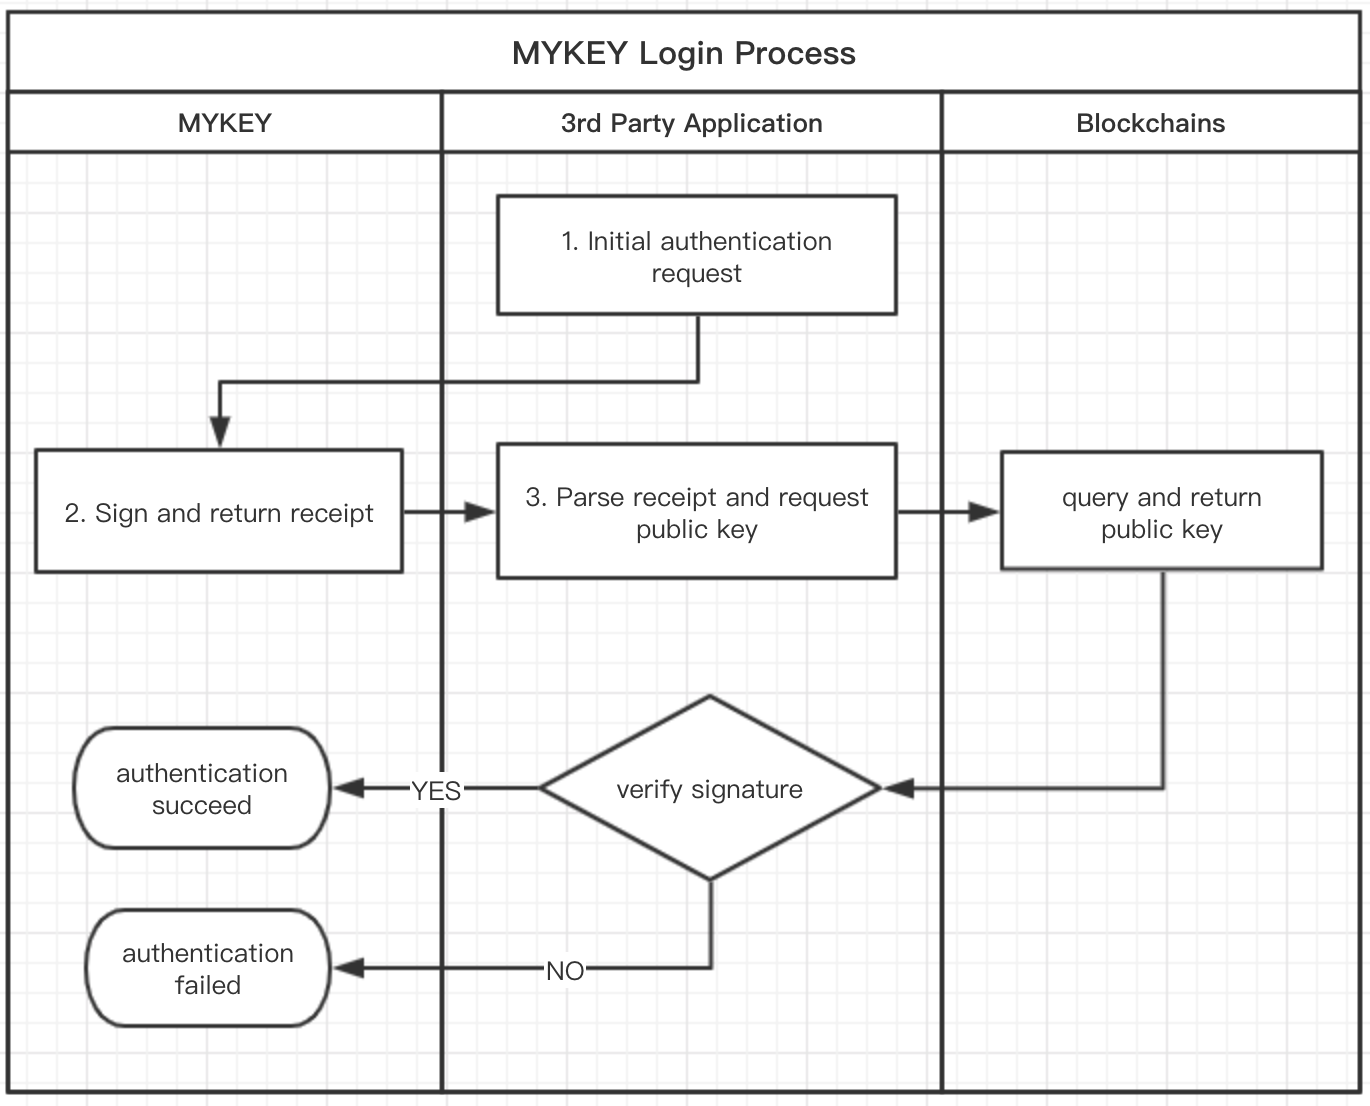 MYKEY Login Process
MYKEY
3rd Party Application
Blockchains
1. Initial authentication
request
2. Sign and return receipt
3. Parse receipt and request
public key
query and return
public key
authentication
succeed
YES
verify signature
authentication
failed
NO